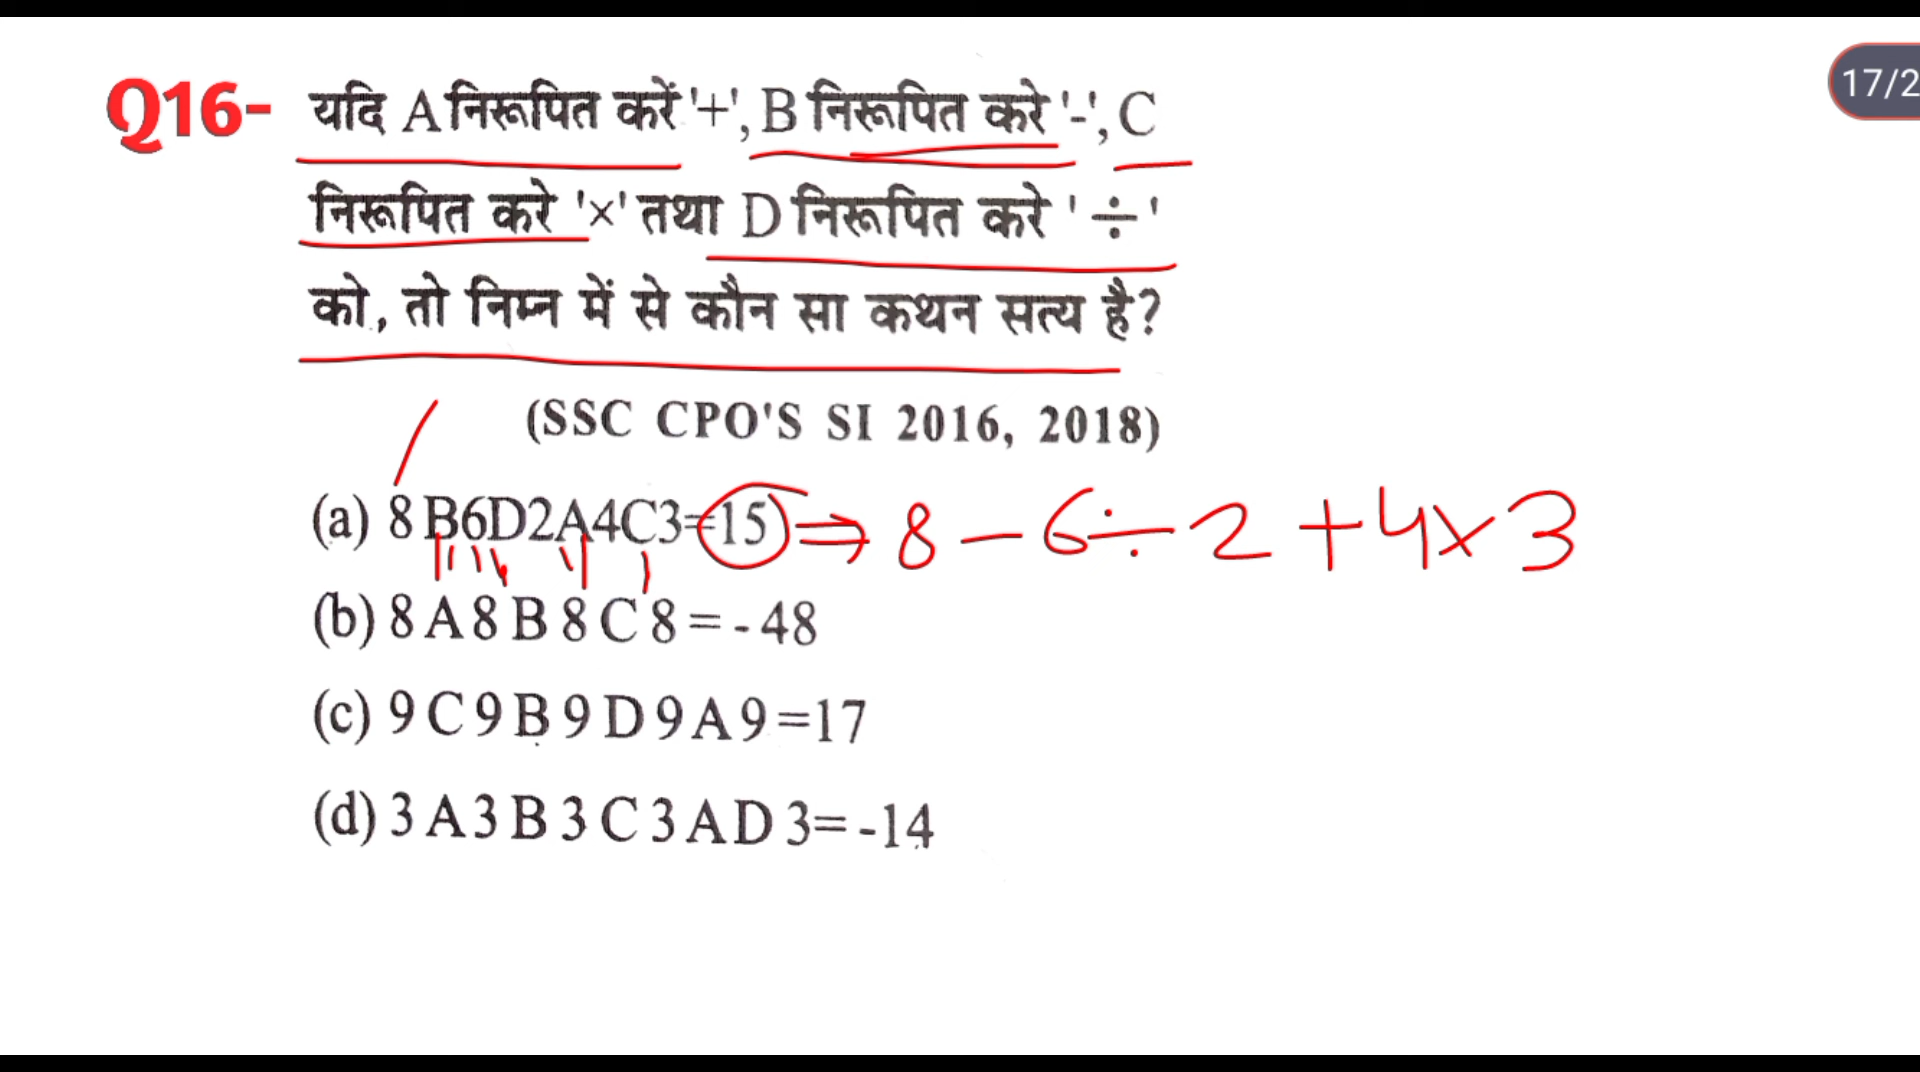 17/2
Q16- यदि A निरूपित करें '+', B निरूपित करे '-', C
निरूपित करे '×' तथा D निरूपित करे ' ÷ '
को, तो निम्न में से कौन सा कथन सत्य है?
(SSC CPO'S SI 2016, 2018)
(a) 8 B6D2A4C3=15 ⇒ 8 - 6 ÷ 2 + 4 × 3
(b) 8 A 8 B 8 C 8 = - 48
(c) 9 C 9 B 9 D 9 A 9 =17
(d) 3 A 3 B 3 C 3 A D 3= -14